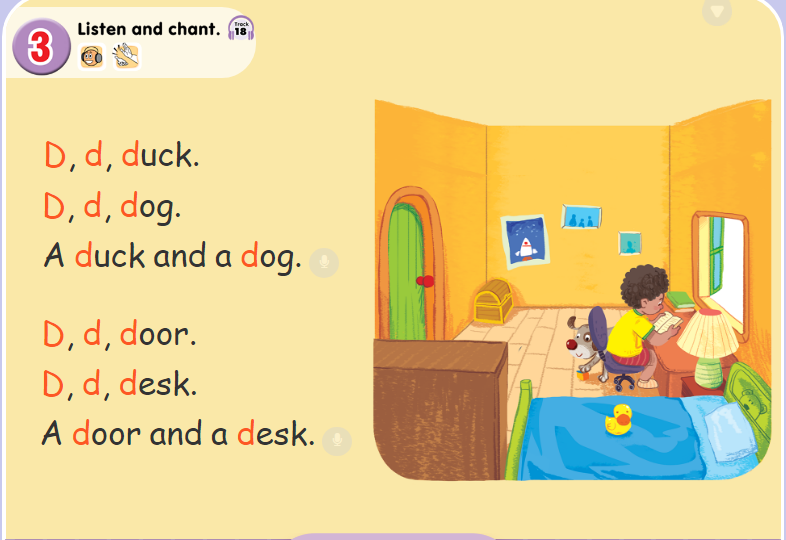 3
Listen and chant.
Track
18
D, d, duck.
D, d, dog.
A duck and a dog.
D, d, door.
D, d, desk.
A door and a desk.